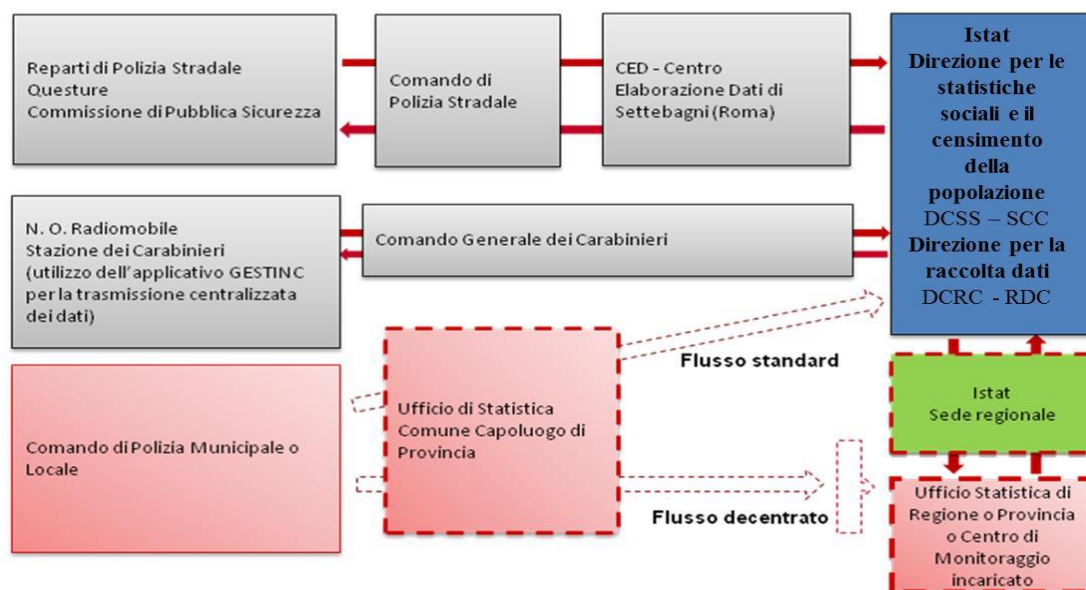 Reparti di Polizia Stradale
Questure
Commissione di Pubblica Sicurezza
Comando di
Polizia Stradale
CED - Centro
Elaborazione Dati di
Settebagni (Roma)
Istat
Direzione per le
statistiche
sociali e il
censimento
della
popolazione
DCSS – SCC
Direzione per la
raccolta dati
DCRC - RDC
N. O. Radiomobile
Stazione dei Carabinieri
(utilizzo dell'applicativo GESTINC
per la trasmissione centralizzata
dei dati)
Comando Generale dei Carabinieri
Flusso standard
Comando di Polizia Municipale o
Locale
Ufficio di Statistica
Comune Capoluogo di
Provincia
Flusso decentrato
Istat
Sede regionale
Ufficio Statistica di
Regione o Provincia
o Centro di
Monitoraggio
incaricato